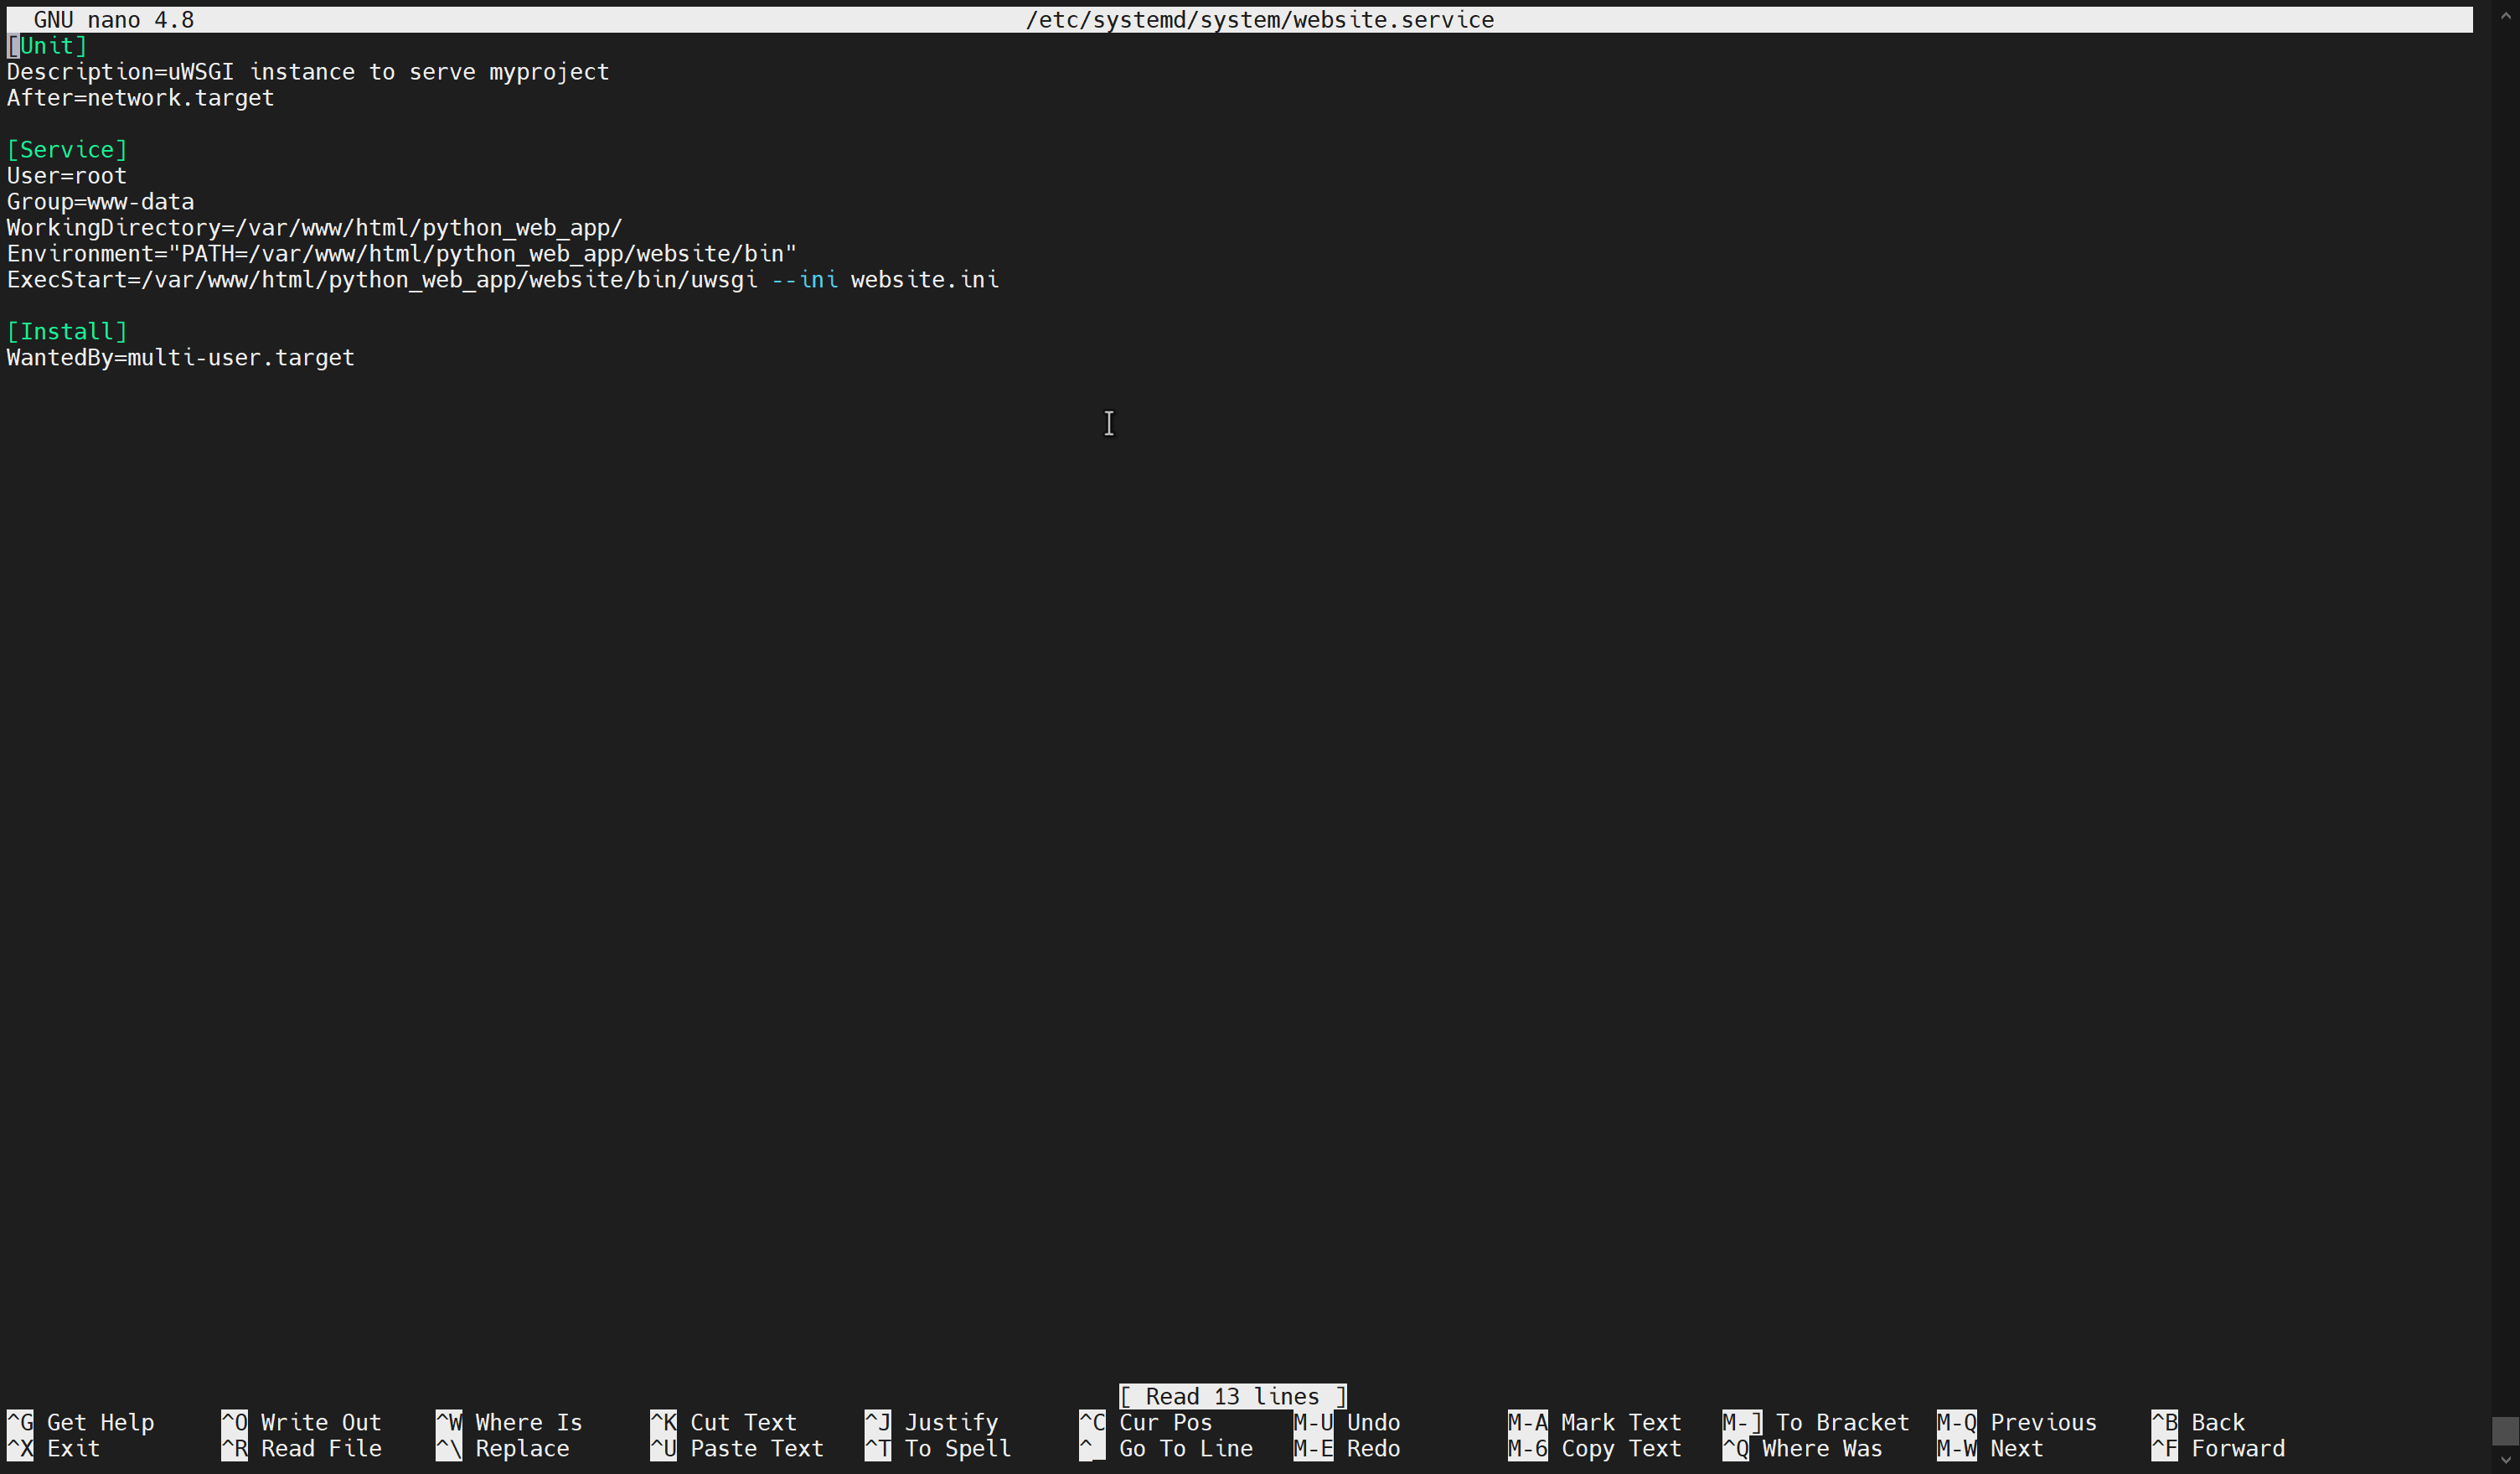 GNU nano 4.8 /etc/systemd/system/website.service
[Unit]
Description=uWSGI instance to serve myproject
After=network.target
[Service]
User=root
Group=www-data
WorkingDirectory=/var/www/html/python_web_app/
Environment="PATH=/var/www/html/python_web_app/website/bin"
ExecStart=/var/www/html/python_web_app/website/bin/uwsgi --ini website.ini
[Install]
WantedBy=multi-user.target
[ Read 13 lines ]
^G Get Help ^O Write Out ^W Where Is ^K Cut Text ^J Justify ^C Cur Pos M-U Undo M-A Mark Text M-] To Bracket M-Q Previous ^B Back
^X Exit ^R Read File ^\ Replace ^U Paste Text ^T To Spell ^_ Go To Line M-E Redo M-6 Copy Text ^Q Where Was M-W Next ^F Forward